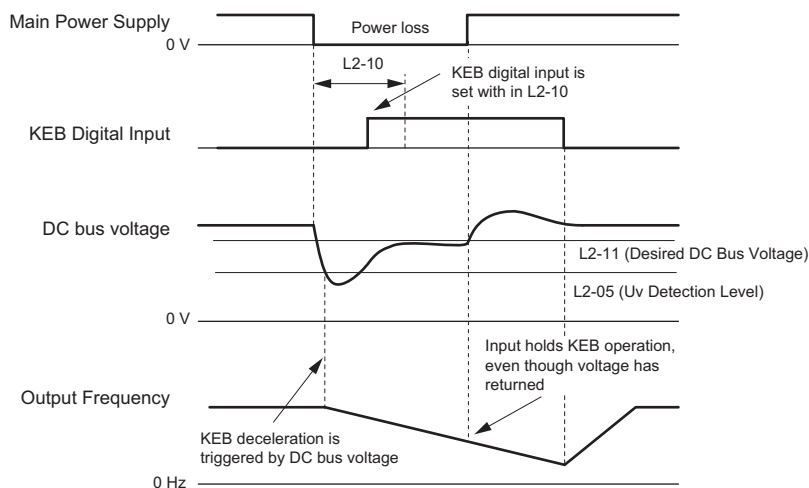 Main Power Supply
0 V
Power loss
L2-10
KEB digital input is
set with in L2-10
KEB Digital Input
DC bus voltage
L2-11 (Desired DC Bus Voltage)
L2-05 (Uv Detection Level)
0 V
Input holds KEB operation,
even though voltage has
returned
Output Frequency
KEB deceleration is
triggered by DC bus voltage
0 Hz